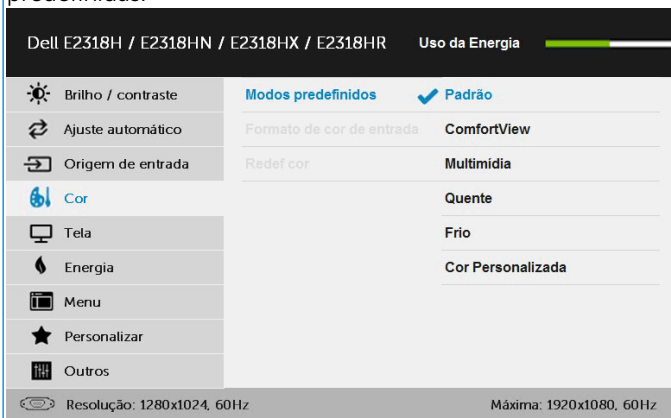 Dell E2318H / E2318HN / E2318HX / E2318HR Uso da Energia
Brilho / contraste Modos predefinidos Padrão
Ajuste automático Formato de cor de entrada ComfortView
Origem de entrada Redef cor Multimídia
Cor Quente
Tela Frio
Energia Cor Personalizada
Menu
Personalizar
Outros
Resolução: 1280x1024, 60Hz Máxima: 1920x1080, 60Hz